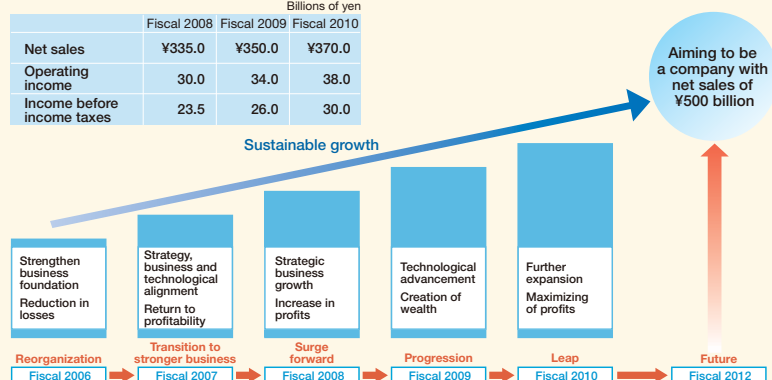 Billions of yen
Fiscal 2008 Fiscal 2009 Fiscal 2010
Net sales ¥335.0 ¥350.0 ¥370.0
Operating
income 30.0 34.0 38.0
Income before
income taxes 23.5 26.0 30.0
Aiming to be
a company with
net sales of
¥500 billion
Sustainable growth
Strengthen
business
foundation
Reduction in
losses
Strategy,
business and
technological
alignment
Return to
profitability
Strategic
business
growth
Increase in
profits
Technological
advancement
Creation of
wealth
Further
expansion
Maximizing
of profits
Reorganization
Transition to
stronger business
Surge
forward
Progression
Leap
Future
Fiscal 2006
Fiscal 2007
Fiscal 2008
Fiscal 2009
Fiscal 2010
Fiscal 2012